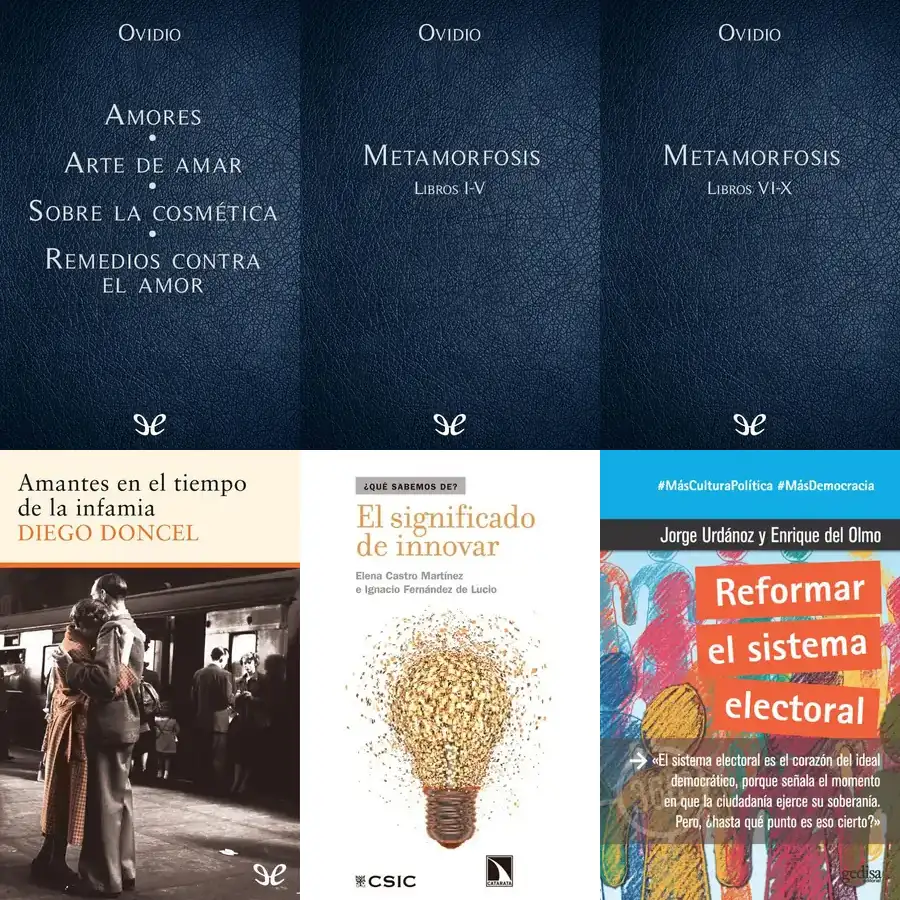 OVIDIO
AMORES
•
ARTE DE AMAR
•
SOBRE LA COSMÉTICA
•
REMEDIOS CONTRA
EL AMOR
OVIDIO
METAMORFOSIS
LIBROS I-V
OVIDIO
METAMORFOSIS
LIBROS VI-X
Amantes en el tiempo
de la infamia
DIEGO DONCEL
¿QUÉ SABEMOS DE?
El significado
de innovar
Elena Castro Martínez
e Ignacio Fernández de Lucio
CSIC
CATARATA
#MásCulturaPolítica #MásDemocracia
Jorge Urdánoz y Enrique del Olmo
Reformar
el sistema
electoral
→ «El sistema electoral es el corazón del ideal
democrático, porque señala el momento
en que la ciudadanía ejerce su soberanía.
Pero, ¿hasta qué punto es eso cierto?»
gedisa
editorial